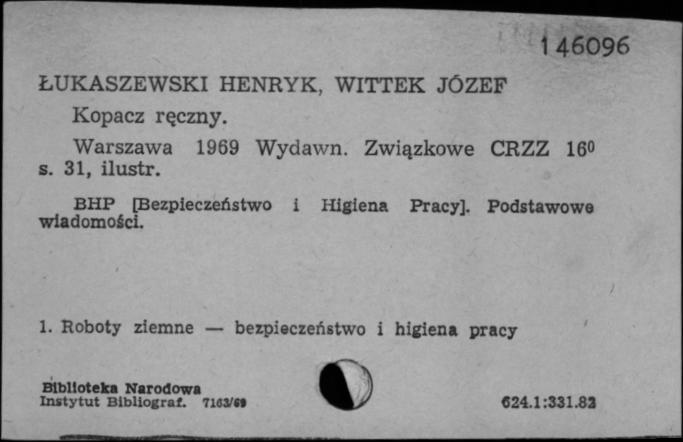 146096
ŁUKASZEWSKI HENRYK, WITTEK JÓZEF
Kopacz ręczny.
Warszawa 1969 Wydawn. Związkowe CRZZ 16⁰
s. 31, ilustr.
BHP [Bezpieczeństwo i Higiena Pracy]. Podstawowe
wiadomości.
1. Roboty ziemne — bezpieczeństwo i higiena pracy
Biblioteka Narodowa
Instytut Bibliograf. 7163/69
624.1:331.82